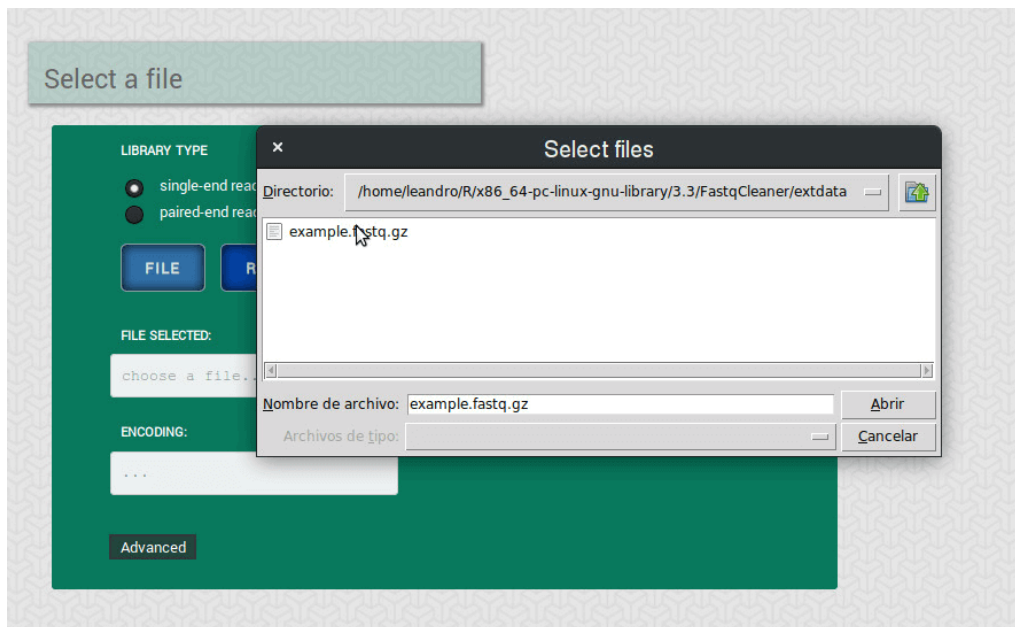 Select a file
LIBRARY TYPE
single-end read
paired-end read
FILE
R
FILE SELECTED:
choose a file..
ENCODING:
...
Advanced
Select files
Directorio: /home/leandro/R/x86_64-pc-linux-gnu-library/3.3/FastqCleaner/extdata
example.fastq.gz
Nombre de archivo: example.fastq.gz
Abrir
Archivos de tipo:
Cancelar